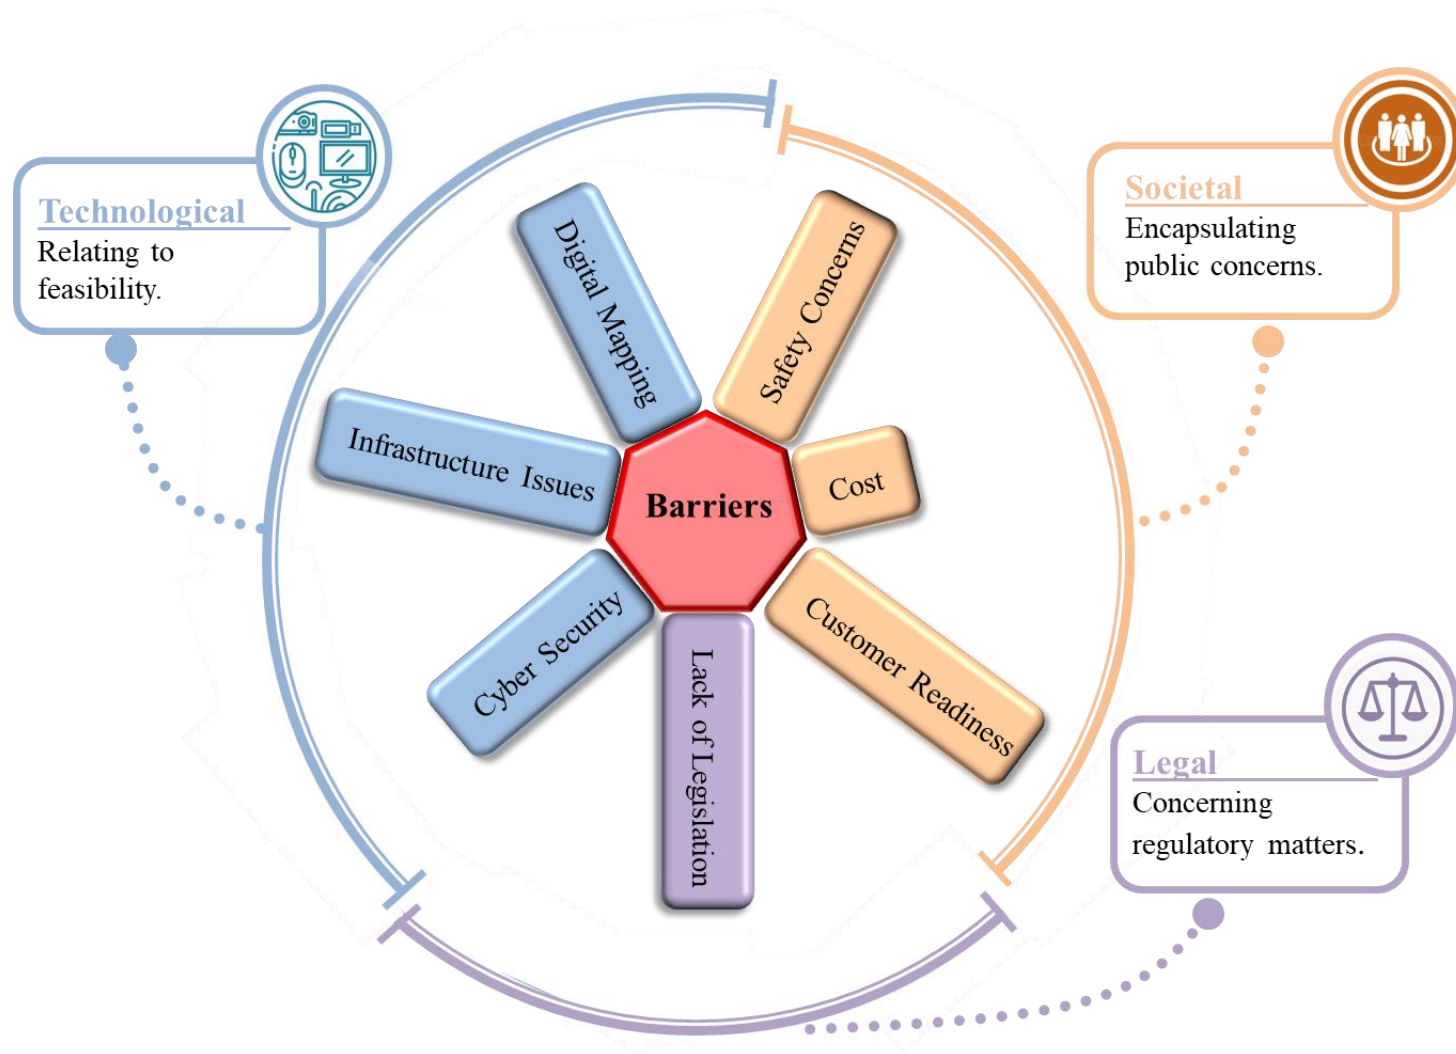 Technological
Relating to
feasibility.
Societal
Encapsulating
public concerns.
Digital Mapping
Safety Concerns
Infrastructure Issues
Cost
Barriers
Cyber Security
Customer Readiness
Lack of Legislation
Legal
Concerning
regulatory matters.